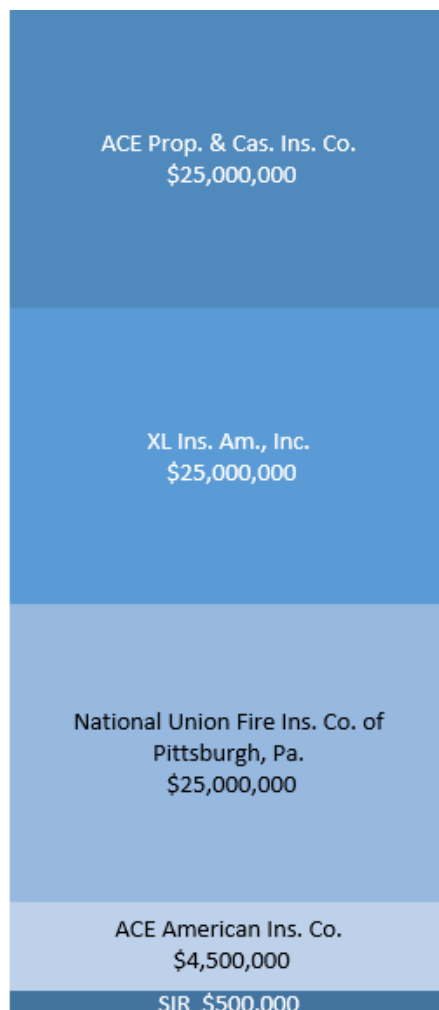 ACE Prop. & Cas. Ins. Co.
$25,000,000
XL Ins. Am., Inc.
$25,000,000
National Union Fire Ins. Co. of
Pittsburgh, Pa.
$25,000,000
ACE American Ins. Co.
$4,500,000
SIR $500,000